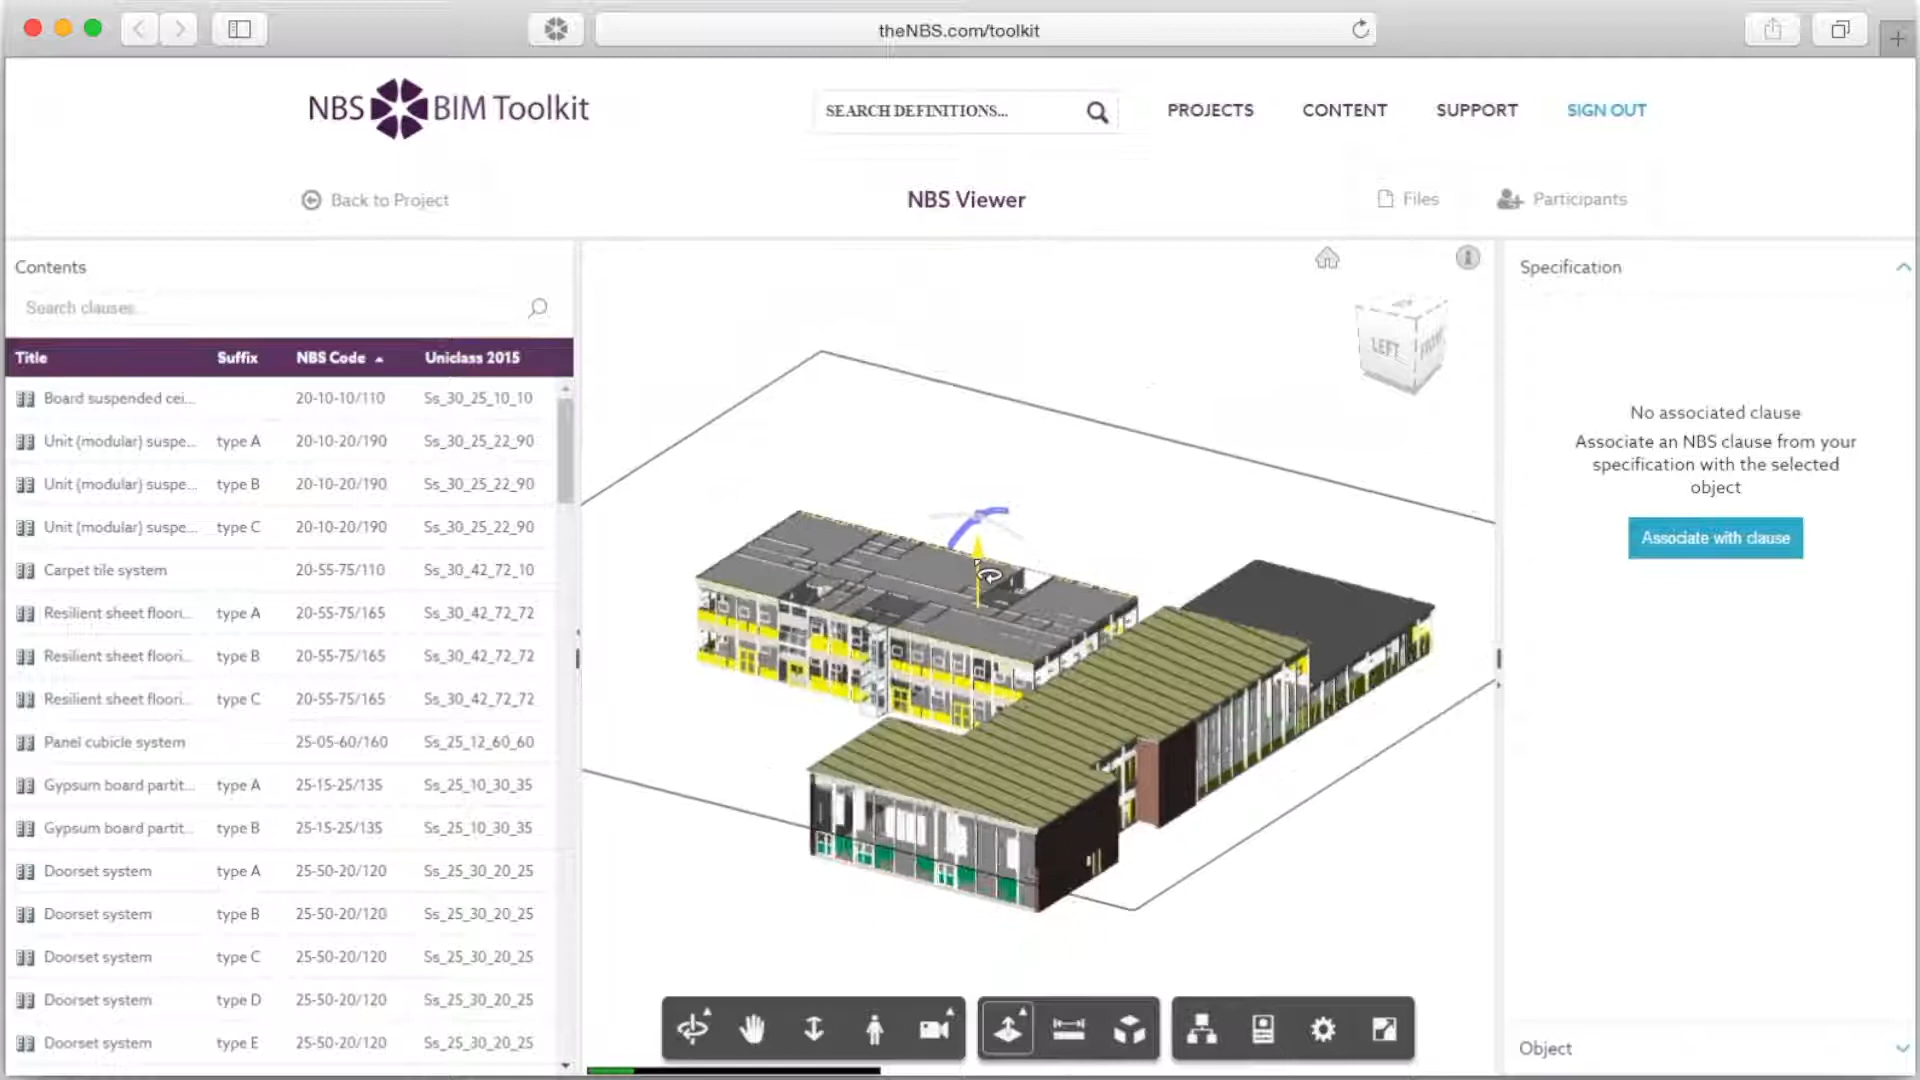 theNBS.com/toolkit
NBS BIM Toolkit
SEARCH DEFINITIONS...
PROJECTS
CONTENT
SUPPORT
SIGN OUT
Back to Project
NBS Viewer
Files
Participants
Contents
Search clauses...
Title Suffix NBS Code Uniclass 2015
Board suspended cei... 20-10-10/110 Ss_30_25_10_10
Unit (modular) suspe... type A 20-10-20/190 Ss_30_25_22_90
Unit (modular) suspe... type B 20-10-20/190 Ss_30_25_22_90
Unit (modular) suspe... type C 20-10-20/190 Ss_30_25_22_90
Carpet tile system 20-55-75/110 Ss_30_42_72_10
Resilient sheet floori... type A 20-55-75/165 Ss_30_42_72_72
Resilient sheet floori... type B 20-55-75/165 Ss_30_42_72_72
Resilient sheet floori... type C 20-55-75/165 Ss_30_42_72_72
Panel cubicle system 25-05-60/160 Ss_25_12_60_60
Gypsum board partit... type A 25-15-25/135 Ss_25_10_30_35
Gypsum board partit... type B 25-15-25/135 Ss_25_10_30_35
Doorset system type A 25-50-20/120 Ss_25_30_20_25
Doorset system type B 25-50-20/120 Ss_25_30_20_25
Doorset system type C 25-50-20/120 Ss_25_30_20_25
Doorset system type D 25-50-20/120 Ss_25_30_20_25
Doorset system type E 25-50-20/120 Ss_25_30_20_25
LEFT
FRONT
Specification
No associated clause
Associate an NBS clause from your
specification with the selected
object
Associate with clause
Object